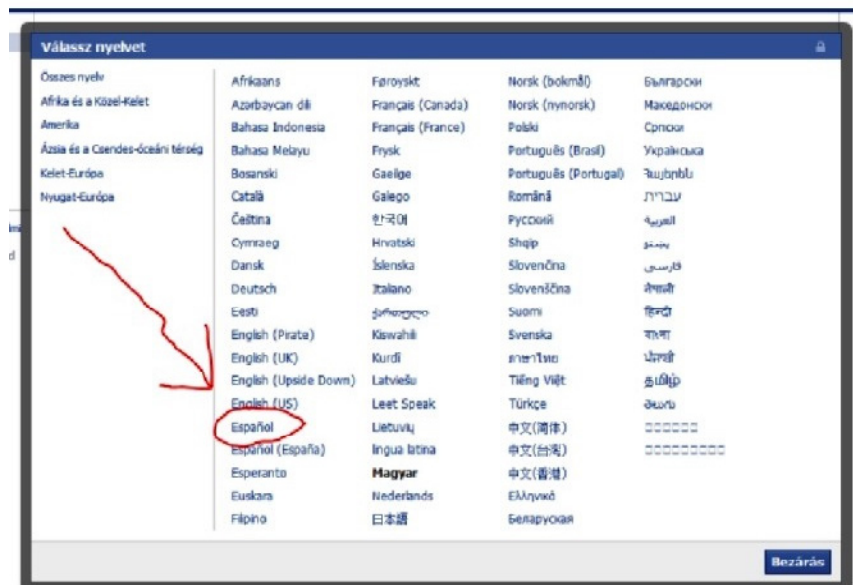 Válassz nyelvet
Összes nyelv
Afrika és a Közel-Kelet
Amerika
Ázsia és a Csendes-óceáni térség
Kelet-Európa
Nyugat-Európa
Afrikaans
Azərbaycan dili
Bahasa Indonesia
Bahasa Melayu
Bosanski
Català
Čeština
Cymraeg
Dansk
Deutsch
Eesti
English (Pirate)
English (UK)
English (Upside Down)
English (US)
Español
Español (España)
Esperanto
Euskara
Filipino
Føroyskt
Français (Canada)
Français (France)
Frysk
Gaeilge
Galego
한국어
Hrvatski
Íslenska
Italiano
ქართული
Kiswahili
Kurdî
Latviešu
Leet Speak
Lietuvių
lingua latina
Magyar
Nederlands
日本語
Norsk (bokmål)
Norsk (nynorsk)
Polski
Português (Brasil)
Português (Portugal)
Română
Русский
Shqip
Slovenčina
Slovenščina
Suomi
Svenska
ภาษาไทย
Tiếng Việt
Türkçe
中文(简体)
中文(台灣)
中文(香港)
Ελληνικά
Беларуская
Български
Македонски
Српски
Українська
Հայերեն
עברית
العربية
پښتو
فارسی
नेपाली
हिन्दी
বাংলা
ਪੰਜਾਬੀ
தமிழ்
తెలుగు
Bezárás